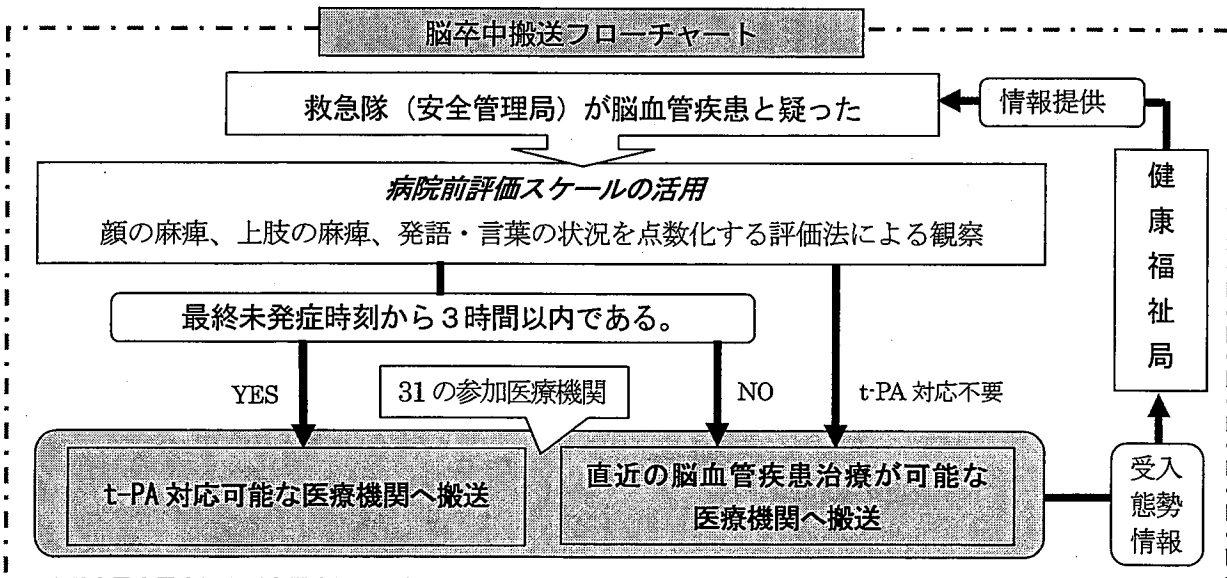 脳卒中搬送フローチャート
救急隊（安全管理局）が脳血管疾患と疑った
情報提供
病院前評価スケールの活用
顔の麻痺、上肢の麻痺、発語・言葉の状況を点数化する評価法による観察
健康福祉局
最終未発症時刻から３時間以内である。
YES
31の参加医療機関
NO
t-PA 対応不要
t-PA 対応可能な医療機関へ搬送
直近の脳血管疾患治療が可能な
医療機関へ搬送
受入
態勢
情報